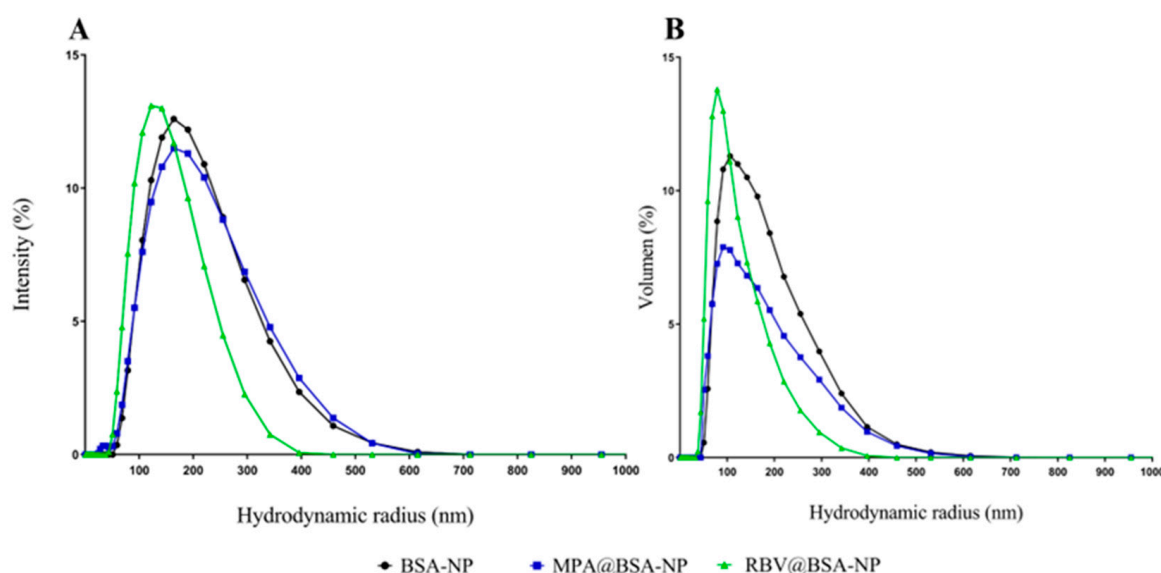 A
15
10
5
0
Intensity (%)
100 200 300 400 500 600 700 800 900 1000
Hydrodynamic radius (nm)
B
15
10
5
0
Volumen (%)
100 200 300 400 500 600 700 800 900 1000
Hydrodynamic radius (nm)
BSA-NP MPA@BSA-NP RBV@BSA-NP